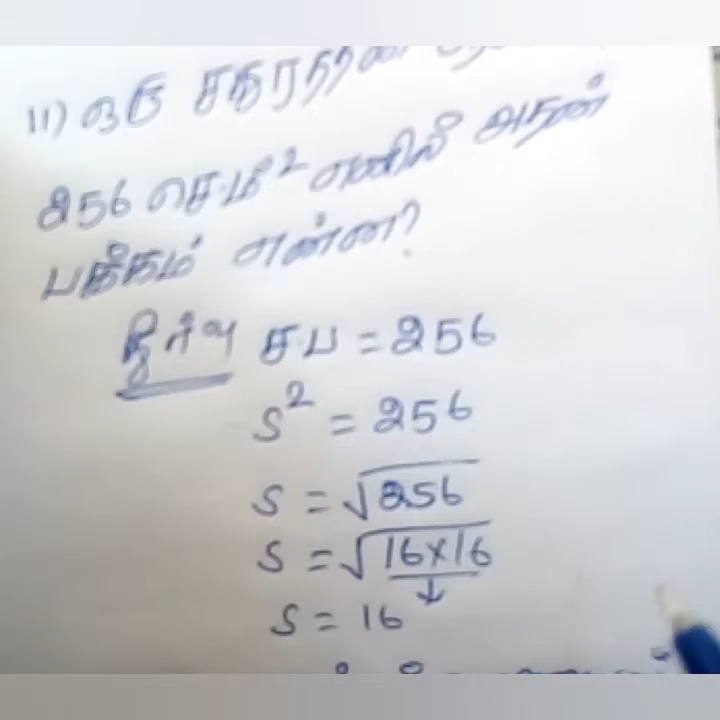 11) ஒரு சதுரத்தின்
256 செ.மீ² எனில் அதன்
பக்கம் என்ன?
தீர்வு ச.ப = 256
s² = 256
s = √256
s = √16×16
↓
s = 16